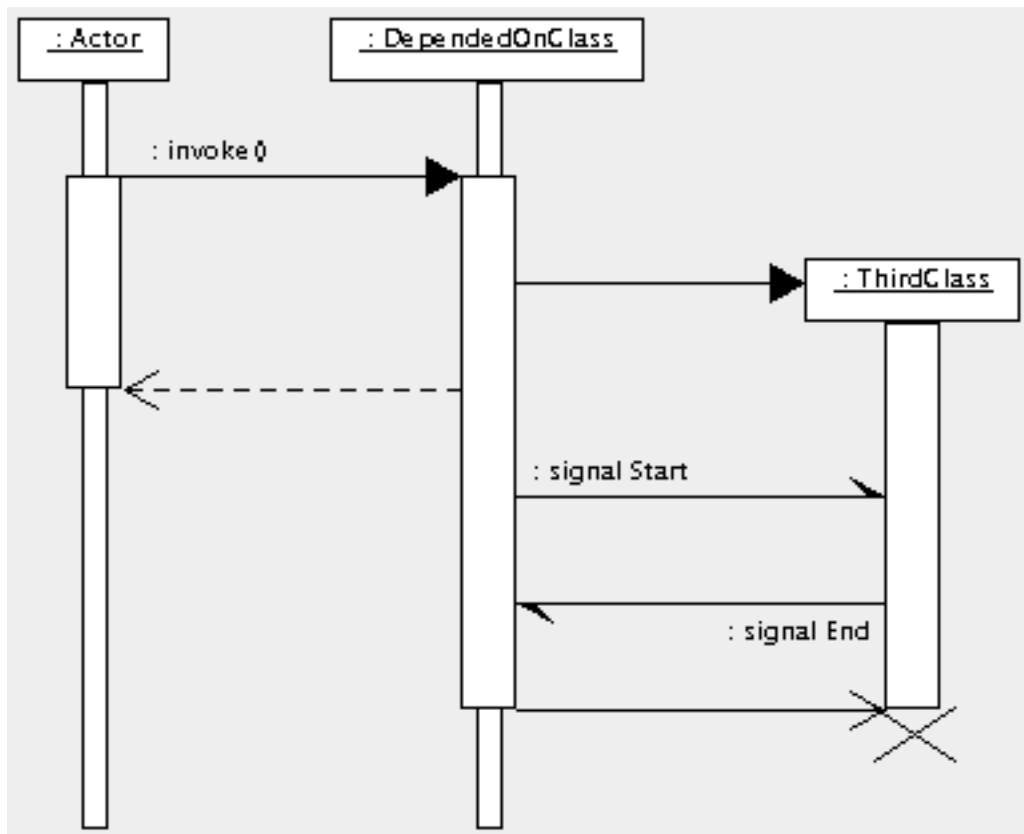 : Actor
: DependedOnClass
: invoke()
: ThirdClass
: signal Start
: signal End